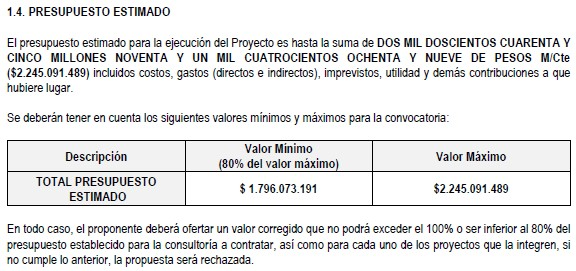 1.4. PRESUPUESTO ESTIMADO
El presupuesto estimado para la ejecución del Proyecto es hasta la suma de DOS MIL DOSCIENTOS CUARENTA Y
CINCO MILLONES NOVENTA Y UN MIL CUATROCIENTOS OCHENTA Y NUEVE DE PESOS M/Cte
($2.245.091.489) incluidos costos, gastos (directos e indirectos), imprevistos, utilidad y demás contribuciones a que
hubiere lugar.
Se deberán tener en cuenta los siguientes valores mínimos y máximos para la convocatoria:
Descripción
Valor Mínimo
(80% del valor máximo)
Valor Máximo
TOTAL PRESUPUESTO
ESTIMADO
$ 1.796.073.191
$2.245.091.489
En todo caso, el proponente deberá ofertar un valor corregido que no podrá exceder el 100% o ser inferior al 80% del
presupuesto establecido para la consultoría a contratar, así como para cada uno de los proyectos que la integren, si
no cumple lo anterior, la propuesta será rechazada.